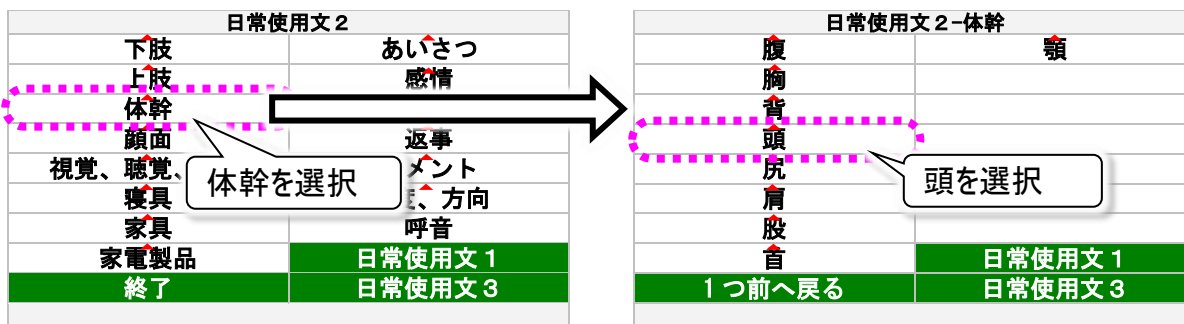 日常使用文２
下肢 あいさつ
上肢 感情
体幹
顔面 返事
視覚、聴覚、 メント
寝具 、方向
家具 呼音
家電製品 日常使用文１
終了 日常使用文３
体幹を選択
日常使用文２-体幹
腹 顎
胸
背
頭
尻
肩
股
首 日常使用文１
１つ前へ戻る 日常使用文３
頭を選択